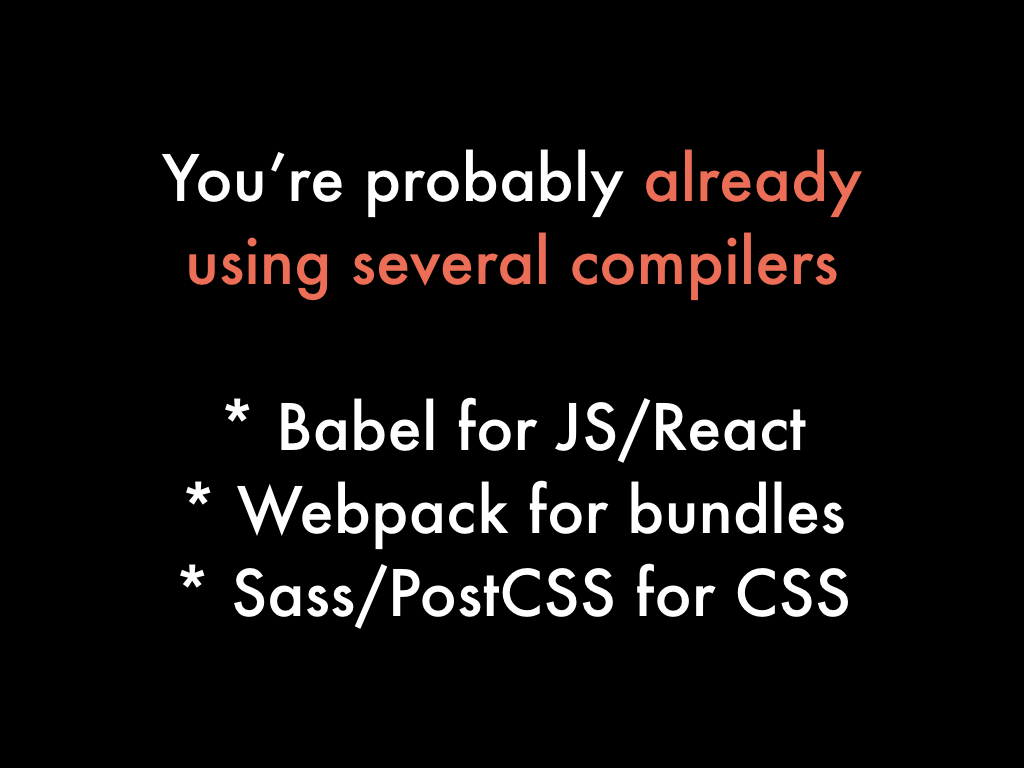 You’re probably already
using several compilers
* Babel for JS/React
* Webpack for bundles
* Sass/PostCSS for CSS